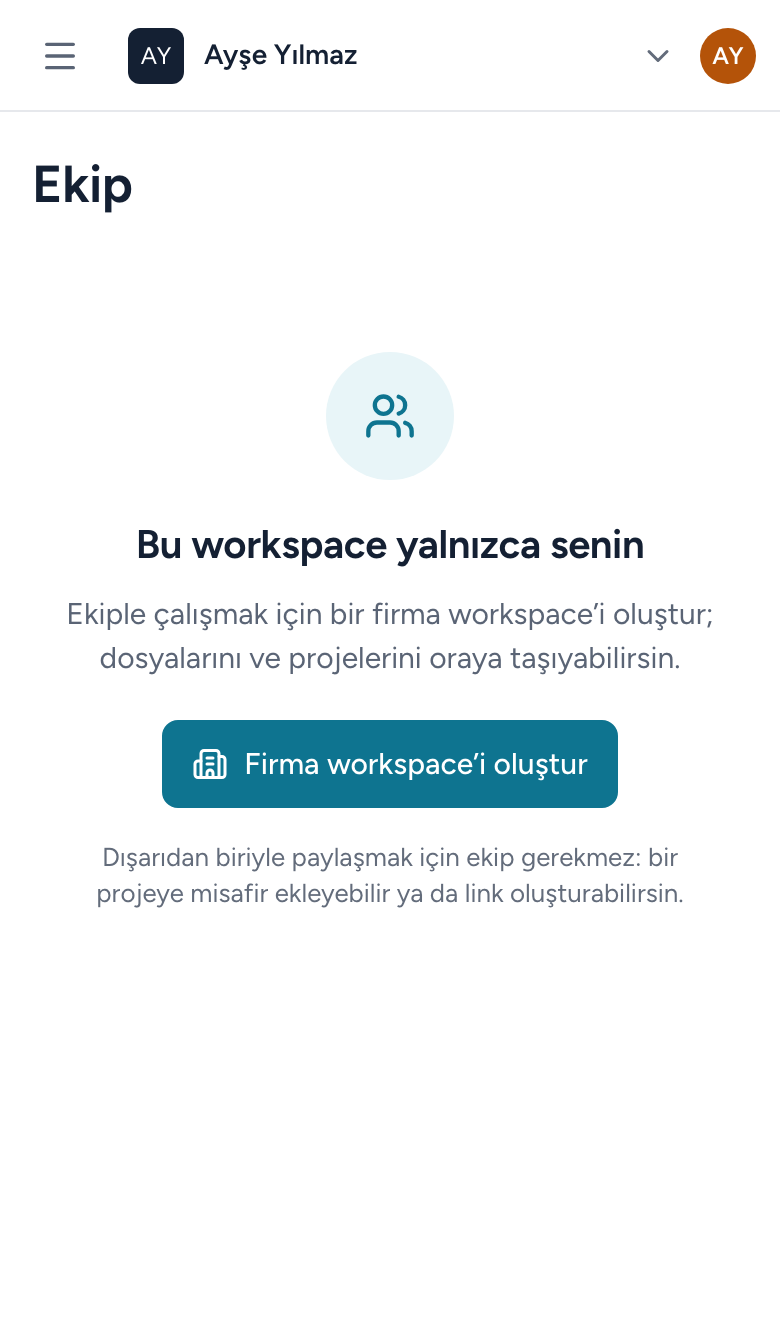 AY Ayşe Yılmaz AY
Ekip
Bu workspace yalnızca senin
Ekiple çalışmak için bir firma workspace’i oluştur;
dosyalarını ve projelerini oraya taşıyabilirsin.
Firma workspace’i oluştur
Dışarıdan biriyle paylaşmak için ekip gerekmez: bir
projeye misafir ekleyebilir ya da link oluşturabilirsin.